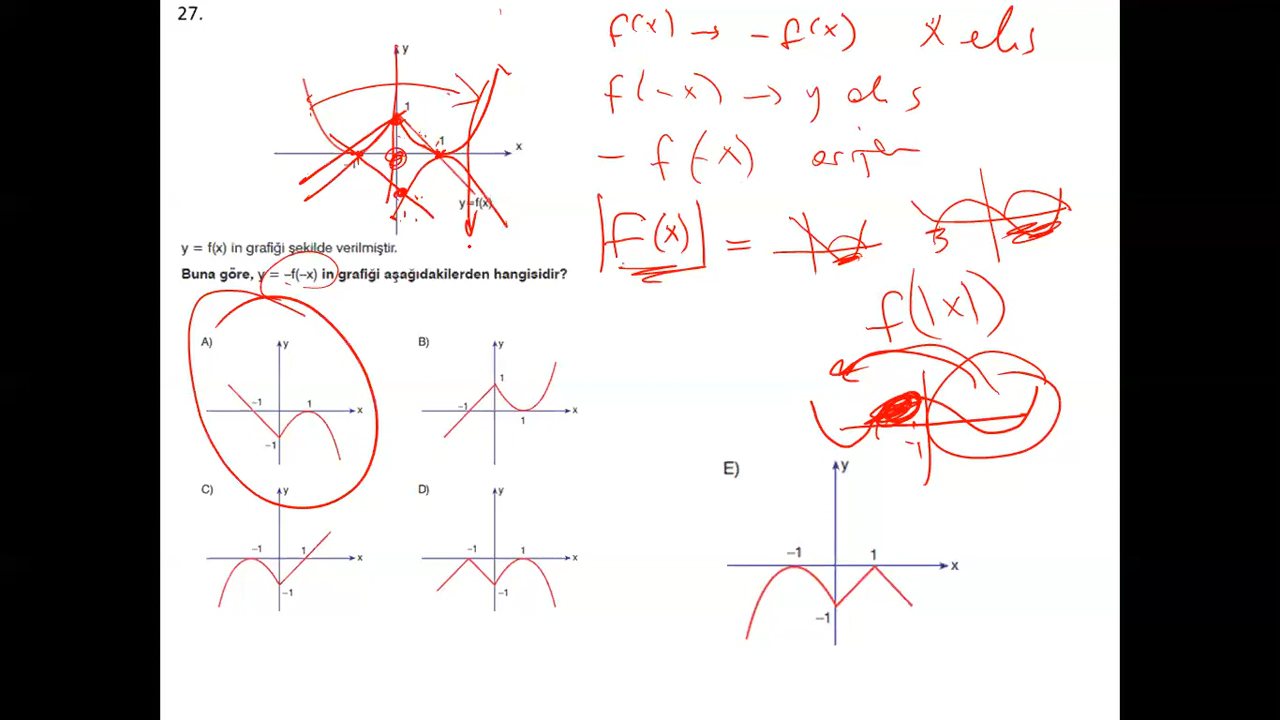 27.
y
1
1
x
-1
y=f(x)
y = f(x) in grafiği şekilde verilmiştir.
Buna göre, y = –f(–x) in grafiği aşağıdakilerden hangisidir?
f(x) → -f(x) x eks
f(-x) → y eks
- f(-x) orijin
|f(x)| =
f(|x|)
-1
A)
y
-1
1
x
-1
B)
y
1
-1
1
x
C)
y
-1
1
x
-1
D)
y
-1
1
x
-1
E)
y
-1
1
x
-1